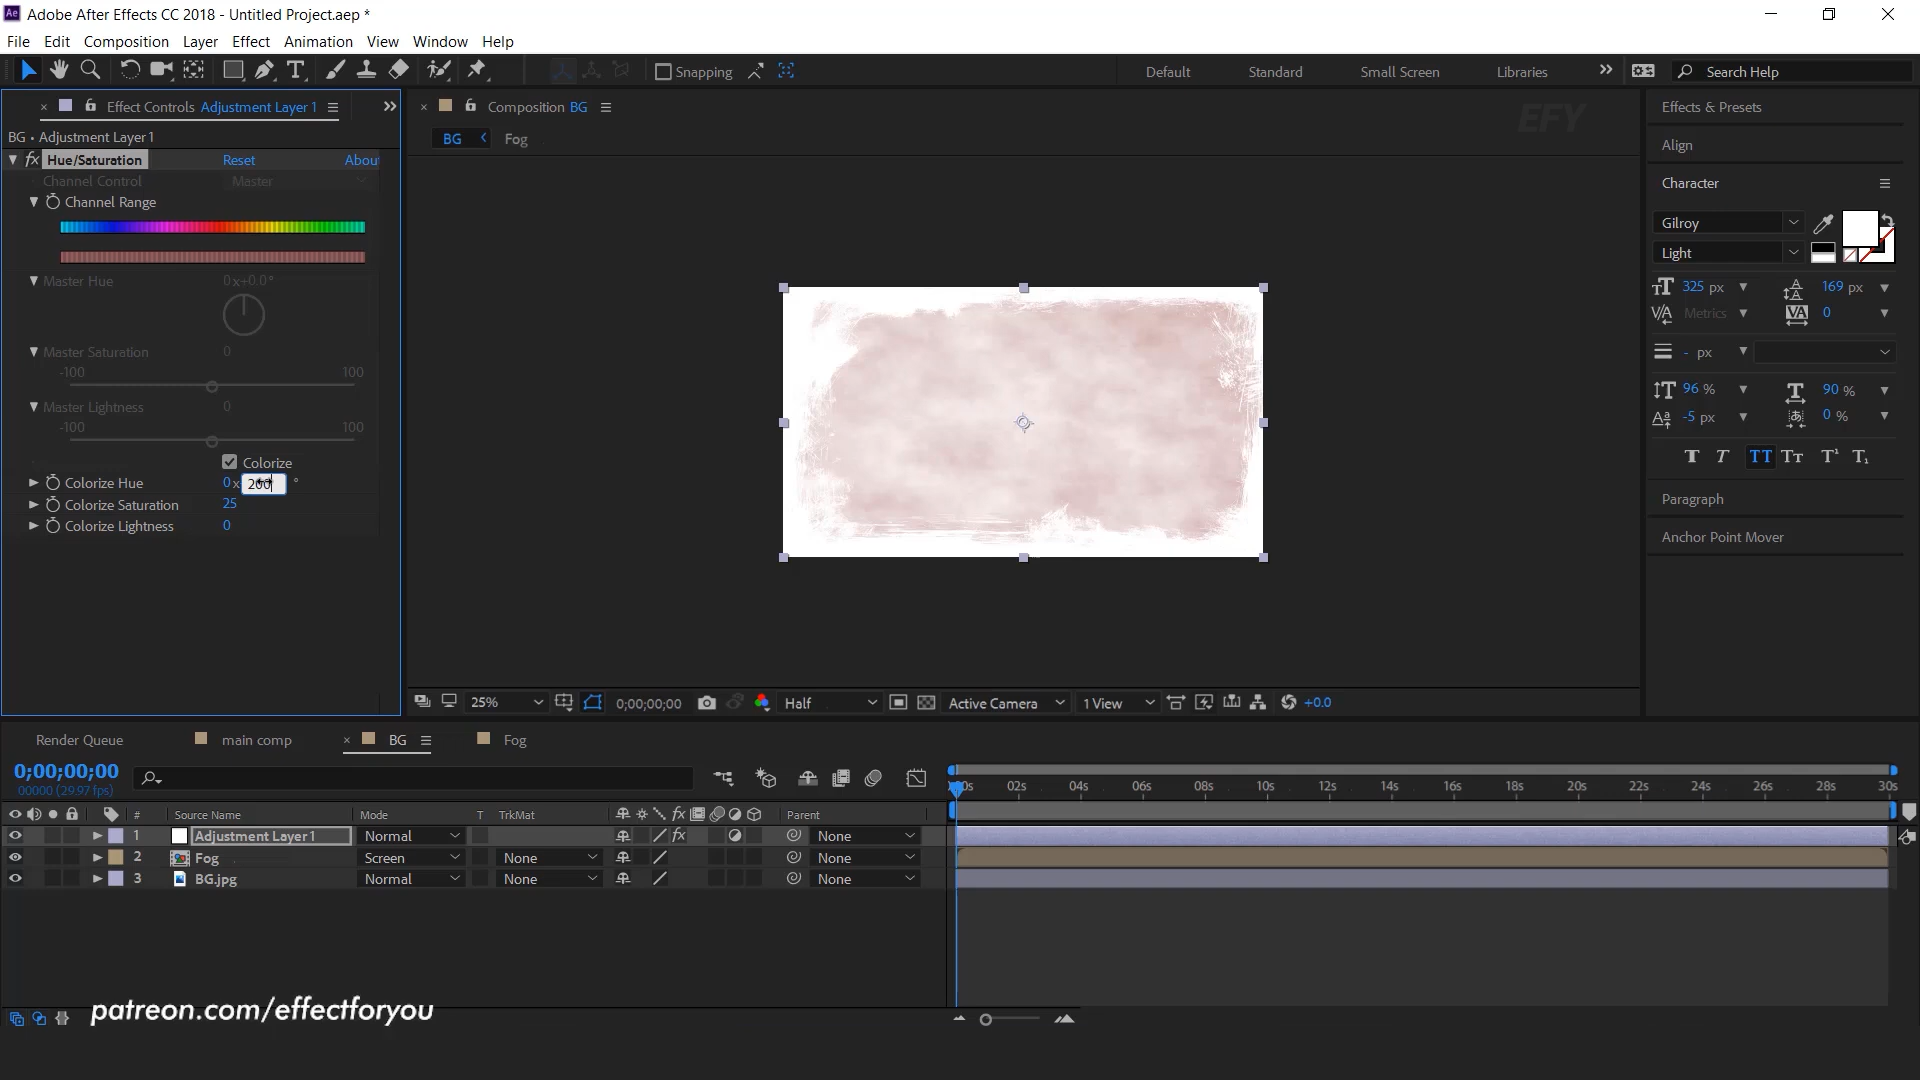 Adobe After Effects CC 2018 - Untitled Project.aep *
File Edit Composition Layer Effect Animation View Window Help
Snapping
Default Standard Small Screen Libraries Search Help
Effect Controls Adjustment Layer 1
BG • Adjustment Layer 1
Hue/Saturation Reset About
Channel Control Master
Channel Range
Master Hue 0x+0.0°
Master Saturation 0
-100 100
Master Lightness 0
-100 100
Colorize
Colorize Hue 0x 200 °
Colorize Saturation 25
Colorize Lightness 0
Composition BG
BG Fog
EFY
25% 0;00;00;00 Half Active Camera 1 View +0.0
Effects & Presets
Align
Character
Gilroy
Light
325 px 169 px
Metrics 0
- px
96 % 90 %
-5 px 0 %
T T TT Tт T¹ T₁
Paragraph
Anchor Point Mover
Render Queue main comp BG Fog
0;00;00;00
00000 (29.97 fps)
00s 02s 04s 06s 08s 10s 12s 14s 16s 18s 20s 22s 24s 26s 28s 30s
# Source Name Mode T TrkMat Parent
1 Adjustment Layer 1 Normal None
2 Fog Screen None None
3 BG.jpg Normal None None
patreon.com/effectforyou